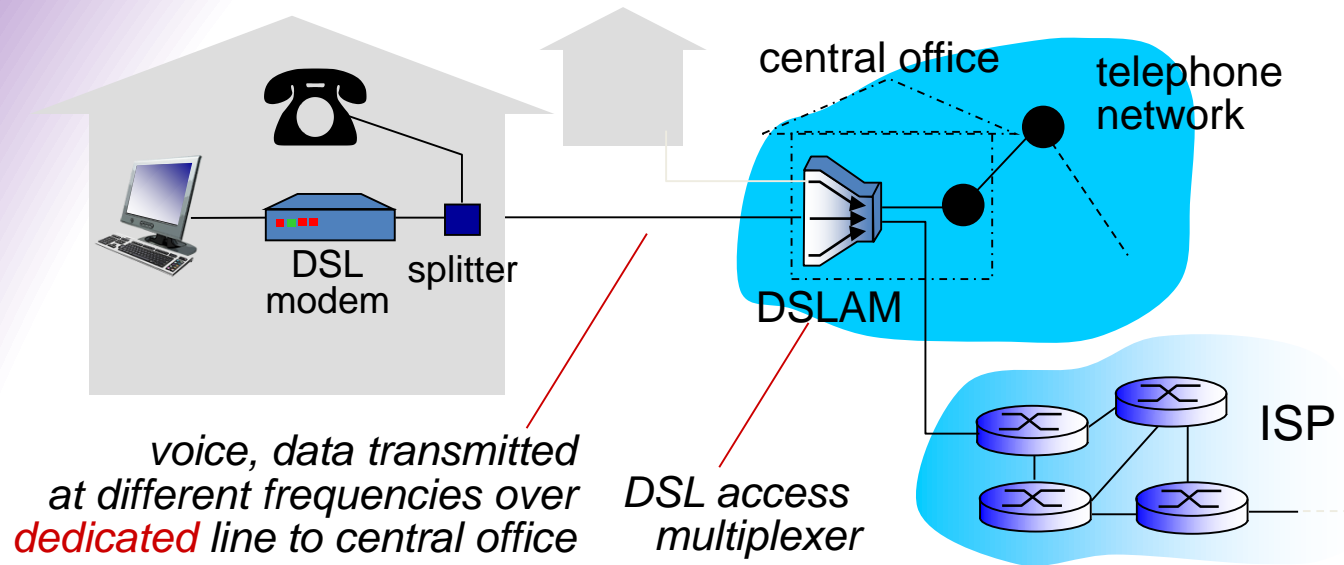 central office
telephone
network
DSL
modem
splitter
DSLAM
ISP
voice, data transmitted
at different frequencies over
dedicated line to central office
DSL access
multiplexer